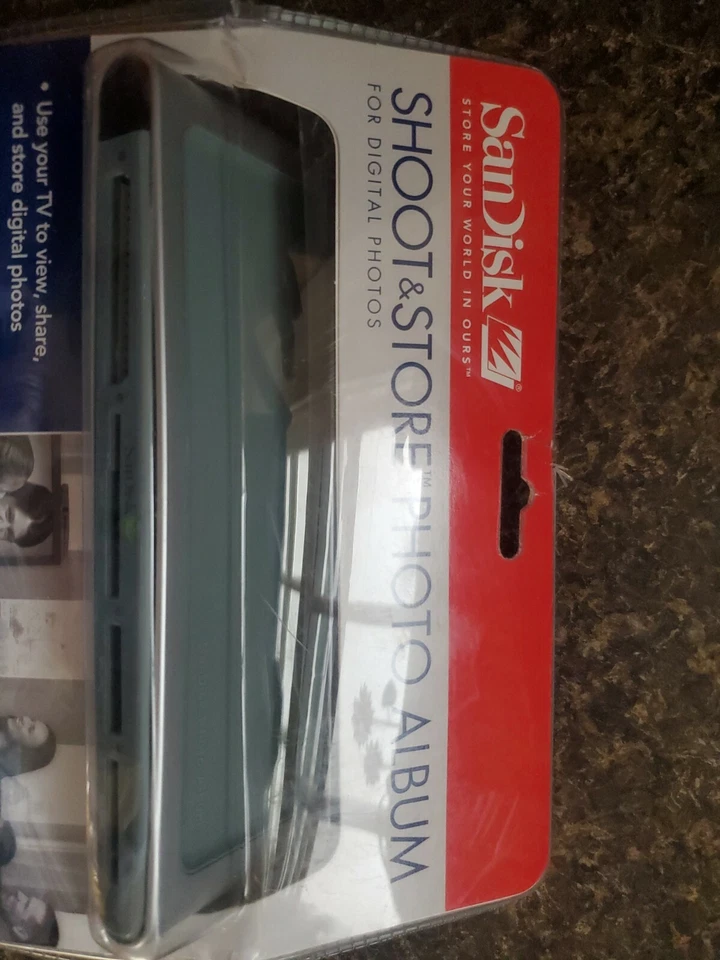 SanDisk®
STORE YOUR WORLD IN OURS™
SHOOT&STORE™ PHOTO ALBUM
FOR DIGITAL PHOTOS
• Use your TV to view, share,
and store digital photos